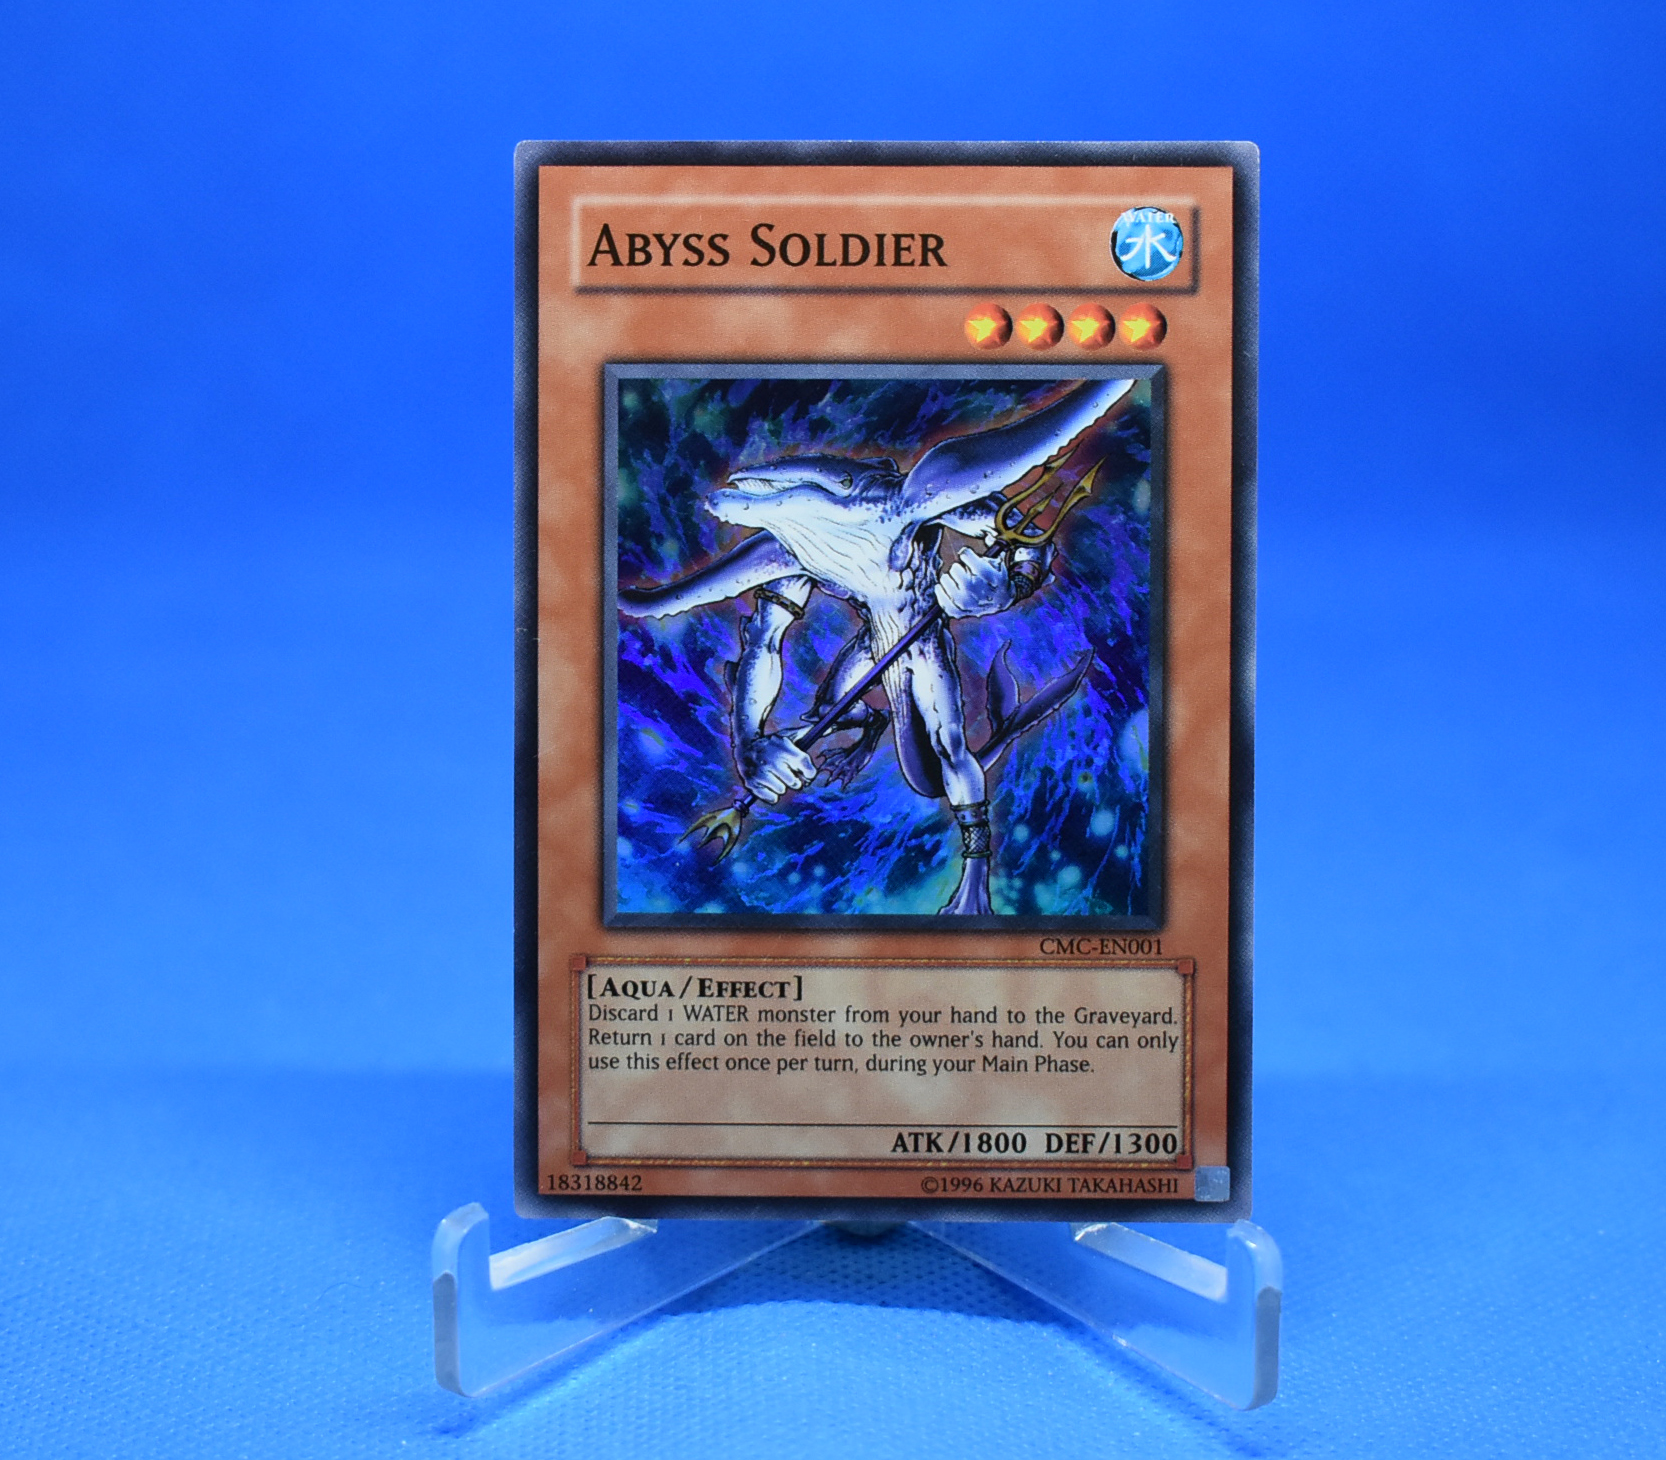 ABYSS SOLDIER
WATER
水
CMC-EN001
[AQUA/EFFECT]
Discard 1 WATER monster from your hand to the Graveyard.
Return 1 card on the field to the owner's hand. You can only
use this effect once per turn, during your Main Phase.
ATK/1800 DEF/1300
18318842
©1996 KAZUKI TAKAHASHI